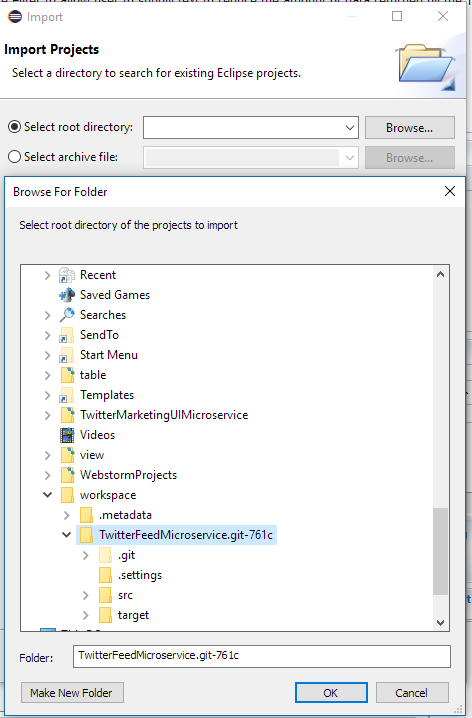 Import
Import Projects
Select a directory to search for existing Eclipse projects.
Select root directory:
Browse...
Select archive file:
Browse...
Browse For Folder
Select root directory of the projects to import
Recent
Saved Games
Searches
SendTo
Start Menu
table
Templates
TwitterMarketingUIMicroservice
Videos
view
WebstormProjects
workspace
.metadata
TwitterFeedMicroservice.git-761c
.git
.settings
src
target
Folder:
TwitterFeedMicroservice.git-761c
Make New Folder
OK
Cancel